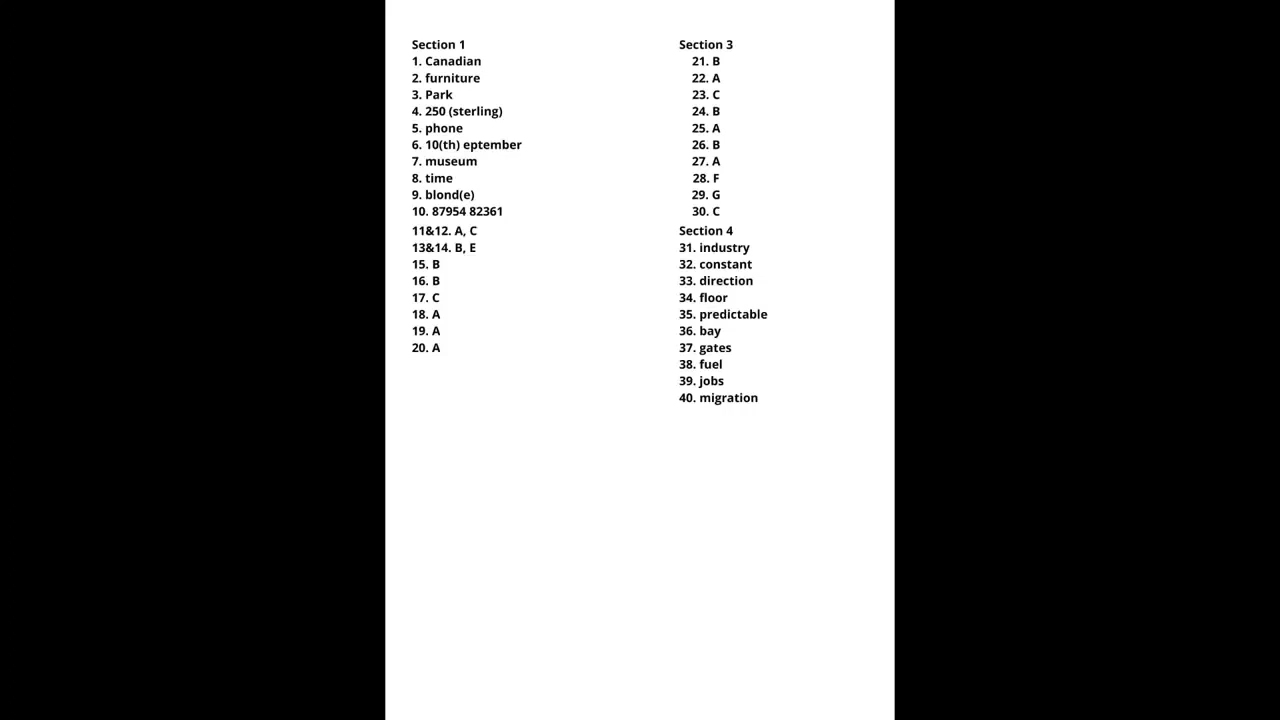 Section 1
1. Canadian
2. furniture
3. Park
4. 250 (sterling)
5. phone
6. 10(th) eptember
7. museum
8. time
9. blond(e)
10. 87954 82361
11&12. A, C
13&14. B, E
15. B
16. B
17. C
18. A
19. A
20. A
Section 3
21. B
22. A
23. C
24. B
25. A
26. B
27. A
28. F
29. G
30. C
Section 4
31. industry
32. constant
33. direction
34. floor
35. predictable
36. bay
37. gates
38. fuel
39. jobs
40. migration